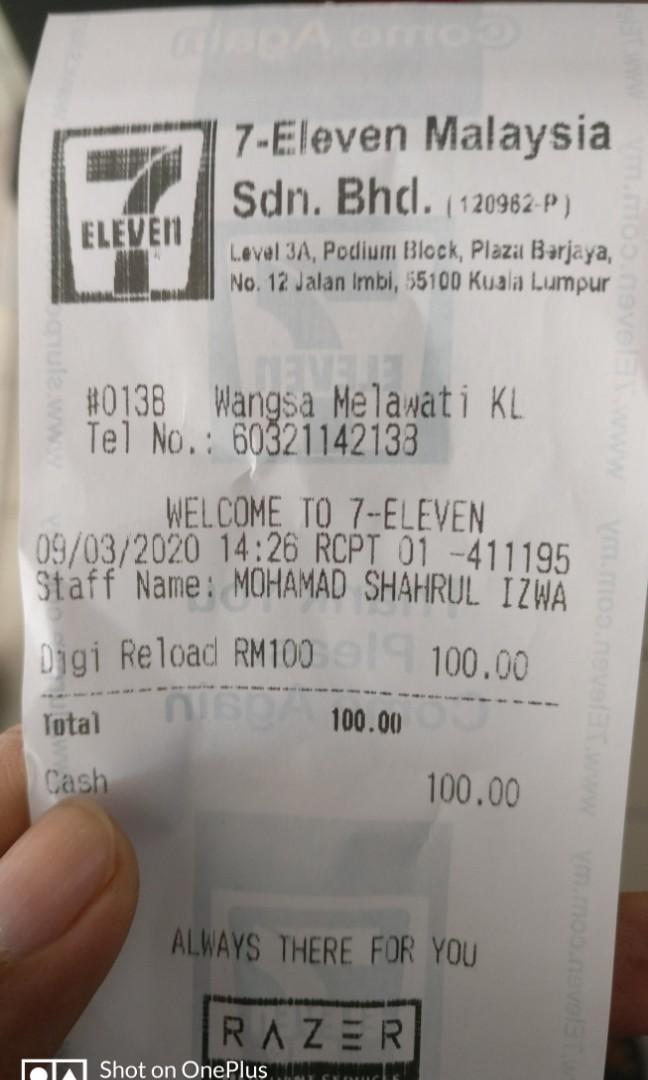 7-Eleven Malaysia
Sdn. Bhd. (120962-P)
ELEVEn
Level 3A, Podium Block, Plaza Berjaya,
No. 12 Jalan Imbi, 55100 Kuala Lumpur
#0138 Wangsa Melawati KL
Tel No.: 60321142138
WELCOME TO 7-ELEVEN
09/03/2020 14:26 RCPT 01 -411195
Staff Name: MOHAMAD SHAHRUL IZWA
Digi Reload RM100 100.00
Total 100.00
Cash 100.00
ALWAYS THERE FOR YOU
RAZER
Shot on OnePlus